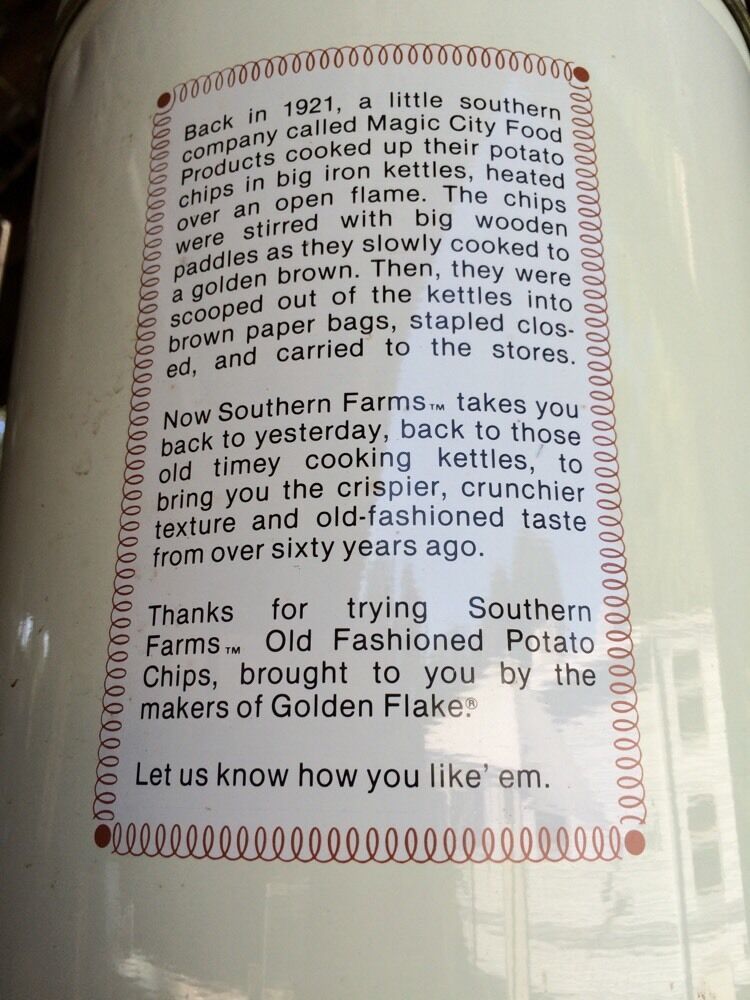 Back in 1921, a little southern
company called Magic City Food
Products cooked up their potato
chips in big iron kettles, heated
over an open flame. The chips
were stirred with big wooden
paddles as they slowly cooked to
a golden brown. Then, they were
scooped out of the kettles into
brown paper bags, stapled clos-
ed, and carried to the stores.
Now Southern Farms™ takes you
back to yesterday, back to those
old timey cooking kettles, to
bring you the crispier, crunchier
texture and old-fashioned taste
from over sixty years ago.
Thanks for trying Southern
Farms™ Old Fashioned Potato
Chips, brought to you by the
makers of Golden Flake.®
Let us know how you like' em.